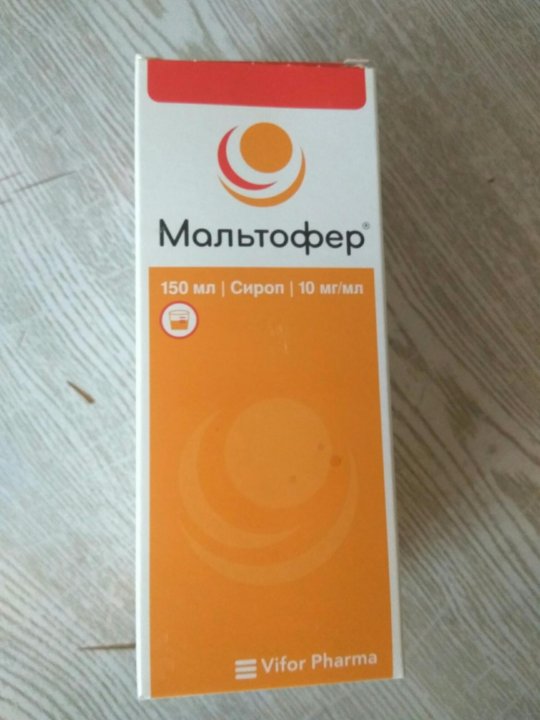 Мальтофер®
150 мл | Сироп | 10 мг/мл
Vifor Pharma